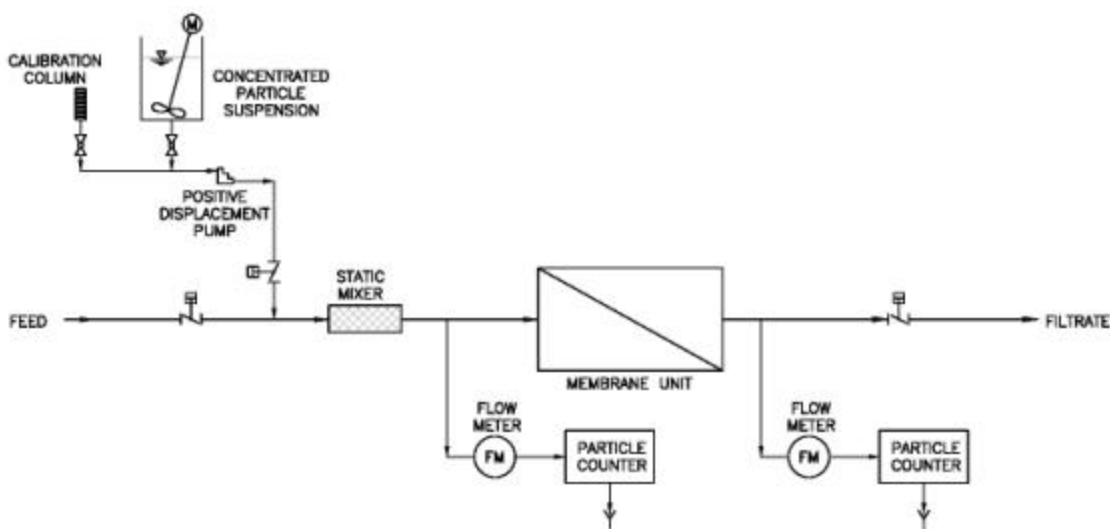 M
CALIBRATION
COLUMN
CONCENTRATED
PARTICLE
SUSPENSION
POSITIVE
DISPLACEMENT
PUMP
STATIC
MIXER
FEED
FILTRATE
MEMBRANE UNIT
FLOW
METER
FM
PARTICLE
COUNTER
FLOW
METER
FM
PARTICLE
COUNTER